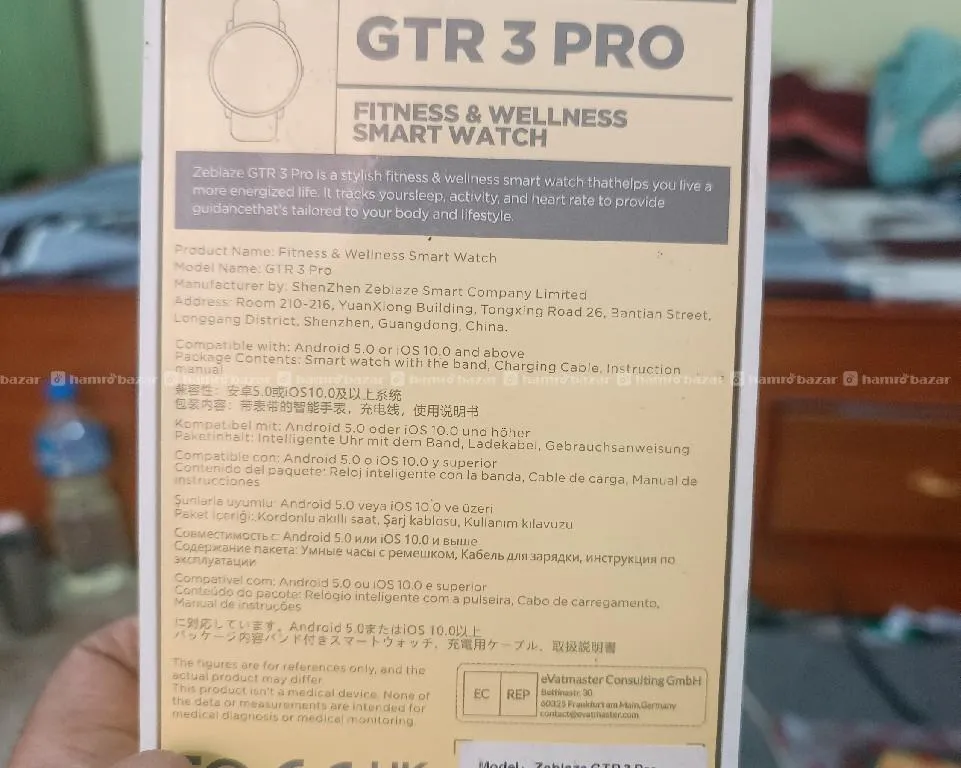 GTR 3 PRO
FITNESS & WELLNESS
SMART WATCH
Zeblaze GTR 3 Pro is a stylish fitness & wellness smart watch thathelps you live a
more energized life. It tracks yoursleep, activity, and heart rate to provide
guidancethat's tailored to your body and lifestyle.
Product Name: Fitness & Wellness Smart Watch
Model Name: GTR 3 Pro
Manufacturer by: ShenZhen Zeblaze Smart Company Limited
Address: Room 210-216, YuanXiong Building, Tongxing Road 26, Bantian Street,
Longgang District, Shenzhen, Guangdong, China.
Compatible with: Android 5.0 or iOS 10.0 and above
Package Contents: Smart watch with the band, Charging Cable, Instruction
manual
bazar hamro bazar hamro bazar
兼容性：安卓5.0或iOS10.0及以上系统
包装内容：带表带的智能手表，充电线，使用说明书
Kompatibel mit: Android 5.0 oder iOS 10.0 und höher
Paketinhalt: Intelligente Uhr mit dem Band, Ladekabel, Gebrauchsanweisung
Compatible con: Android 5.0 o iOS 10.0 y superior
Contenido del paquete: Reloj inteligente con la banda, Cable de carga, Manual de
instrucciones
Şunlarla uyumlu: Android 5.0 veya iOS 10.0 ve üzeri
Paket İçeriği: Kordonlu akıllı saat, Şarj kablosu, Kullanım kılavuzu
Совместимость с: Android 5.0 или iOS 10.0 и выше
Содержание пакета: Умные часы с ремешком, Кабель для зарядки, инструкция по
эксплуатации
Compatível com: Android 5.0 ou iOS 10.0 e superior
Conteúdo do pacote: Relógio inteligente com a pulseira, Cabo de carregamento,
Manual de instruções
に対応しています。Android 5.0またはiOS 10.0以上
パッケージ内容バンド付きスマートウォッチ，充電用ケーブル，取扱説明書
The figures are for references only, and the
actual product may differ.
This product isn't a medical device. None of
the data or measurements are intended for
medical diagnosis or medical monitoring.
EC REP
eVatmaster Consulting GmbH
Bettinastr. 30
60325 Frankfurt am Main,Germany
contact@evatmaster.com
Model: Zeblaze GTR 3 Pro